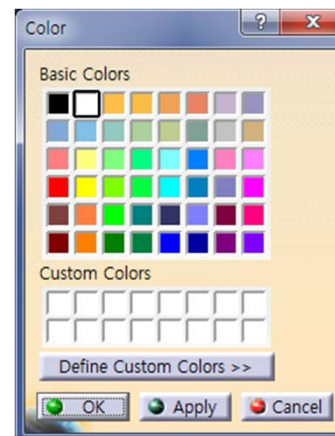 Color
?
X
Basic Colors
Custom Colors
Define Custom Colors >>
OK Apply Cancel